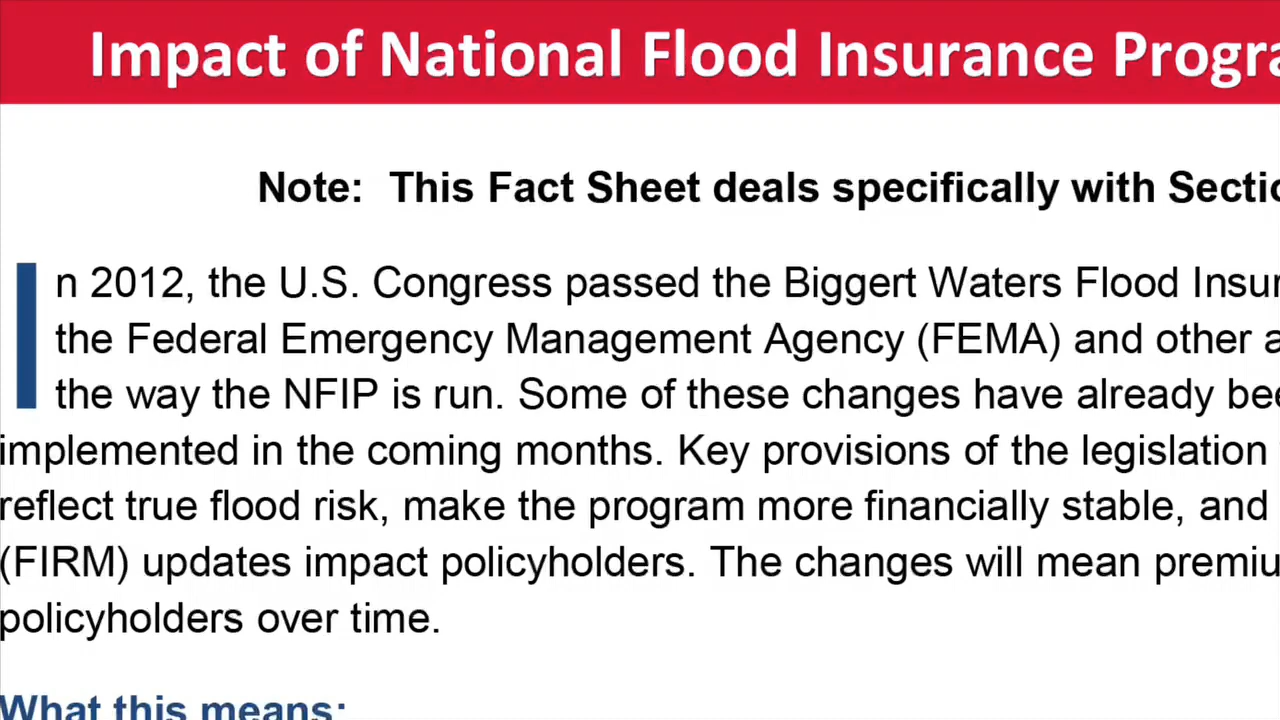 Impact of National Flood Insurance Progra
Note: This Fact Sheet deals specifically with Sectio
In 2012, the U.S. Congress passed the Biggert Waters Flood Insur
the Federal Emergency Management Agency (FEMA) and other a
the way the NFIP is run. Some of these changes have already bee
implemented in the coming months. Key provisions of the legislation
reflect true flood risk, make the program more financially stable, and
(FIRM) updates impact policyholders. The changes will mean premiu
policyholders over time.
What this means: